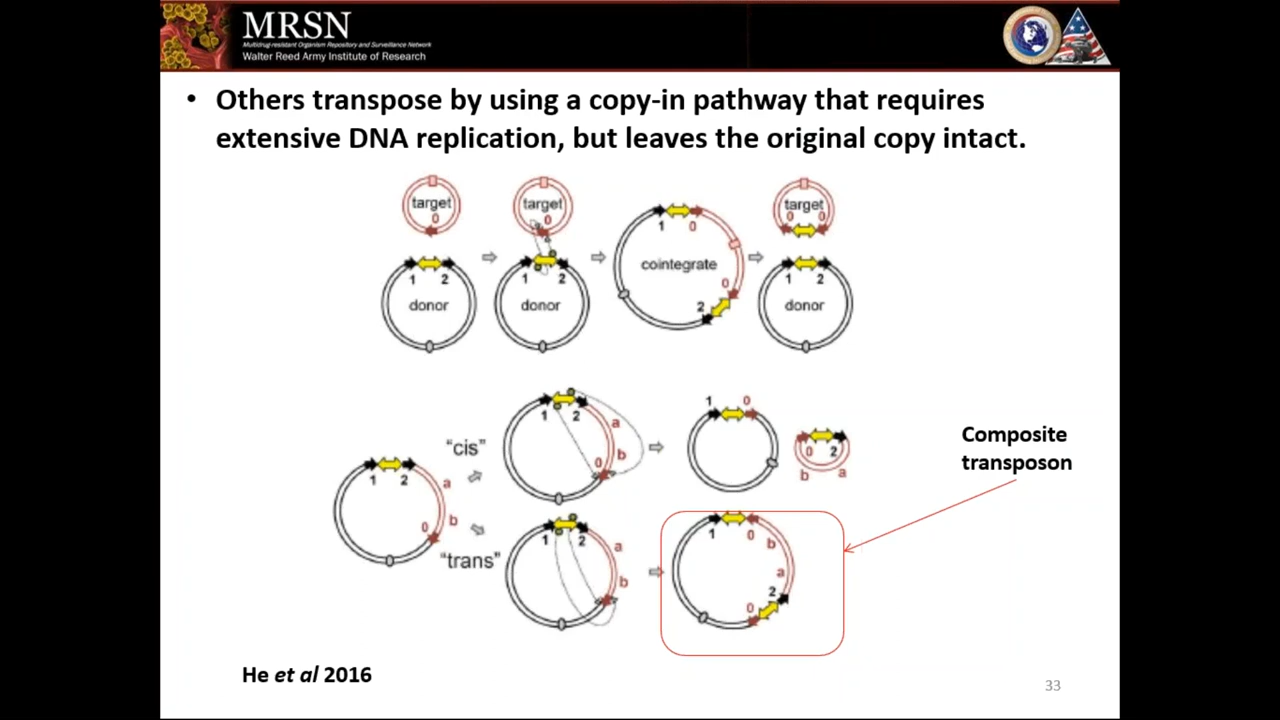 MRSN
Multidrug-resistant Organism Repository and Surveillance Network
Walter Reed Army Institute of Research
• Others transpose by using a copy-in pathway that requires
extensive DNA replication, but leaves the original copy intact.
target
0
1 2
donor
target
0
1 2
donor
1 0
cointegrate
0
2
target
0 0
1 2
donor
1 2
a
b
0
"cis"
1 2
a
b
0
1 0
0 2
b a
"trans"
1 2
a
b
1 0
b
a
2
0
Composite
transposon
He et al 2016
33